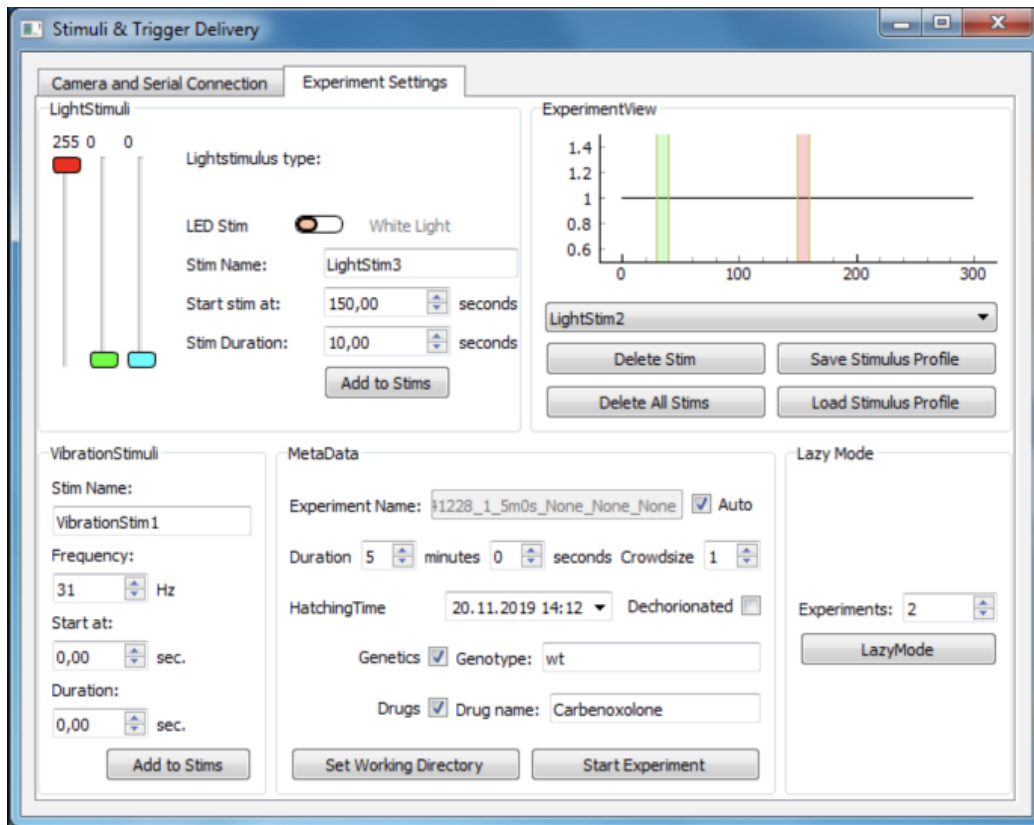 Stimuli & Trigger Delivery
Camera and Serial Connection
Experiment Settings
LightStimuli
255 0 0
Lightstimulus type:
LED Stim
White Light
Stim Name:
LightStim3
Start stim at:
150,00
seconds
Stim Duration:
10,00
seconds
Add to Stims
ExperimentView
1.4
1.2
1
0.8
0.6
0
100
200
300
LightStim2
Delete Stim
Save Stimulus Profile
Delete All Stims
Load Stimulus Profile
VibrationStimuli
Stim Name:
VibrationStim1
Frequency:
31 Hz
Start at:
0,00 sec.
Duration:
0,00 sec.
Add to Stims
MetaData
Experiment Name: 41228_1_5m0s_None_None_None Auto
Duration 5 minutes 0 seconds Crowdsize 1
HatchingTime 20.11.2019 14:12 Dechorionated
Genetics Genotype: wt
Drugs Drug name: Carbenoxolone
Set Working Directory
Start Experiment
Lazy Mode
Experiments: 2
LazyMode